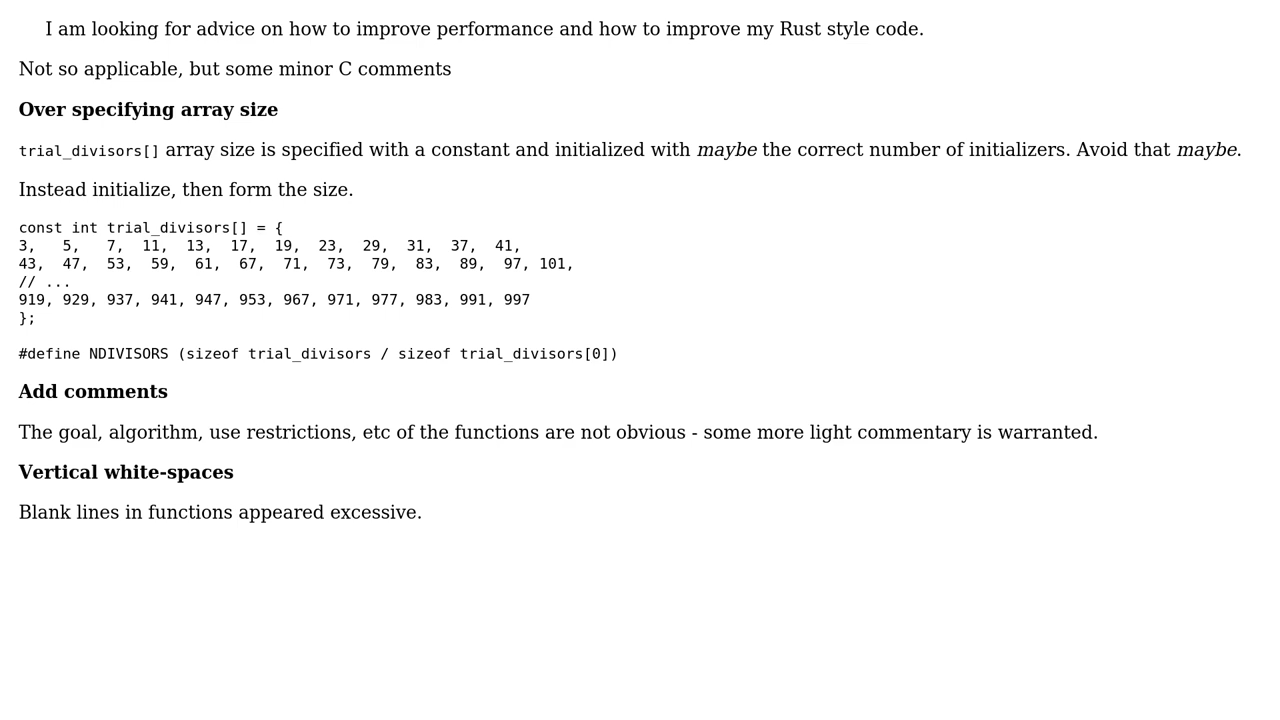 I am looking for advice on how to improve performance and how to improve my Rust style code.
Not so applicable, but some minor C comments
Over specifying array size
trial_divisors[] array size is specified with a constant and initialized with maybe the correct number of initializers. Avoid that maybe.
Instead initialize, then form the size.
const int trial_divisors[] = {
3,   5,   7,  11,  13,  17,  19,  23,  29,  31,  37,  41,
43,  47,  53,  59,  61,  67,  71,  73,  79,  83,  89,  97, 101,
// ...
919, 929, 937, 941, 947, 953, 967, 971, 977, 983, 991, 997
};
#define NDIVISORS (sizeof trial_divisors / sizeof trial_divisors[0])
Add comments
The goal, algorithm, use restrictions, etc of the functions are not obvious - some more light commentary is warranted.
Vertical white-spaces
Blank lines in functions appeared excessive.